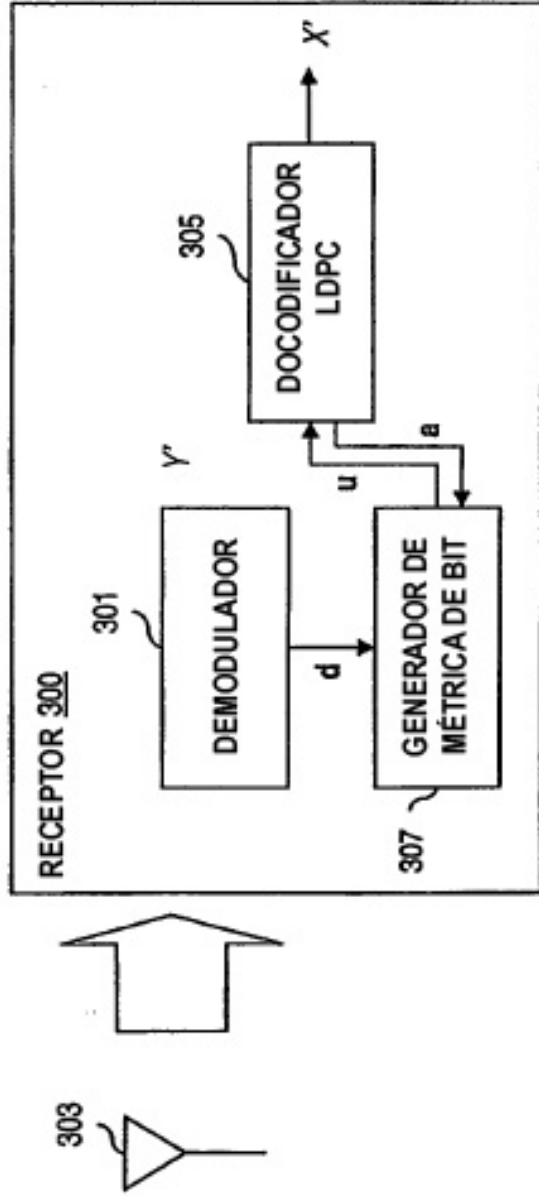 303
RECEPTOR 300
301
DEMODULADOR
Y'
305
DOCODIFICADOR
LDPC
X'
d
u
a
GENERADOR DE
MÉTRICA DE BIT
307